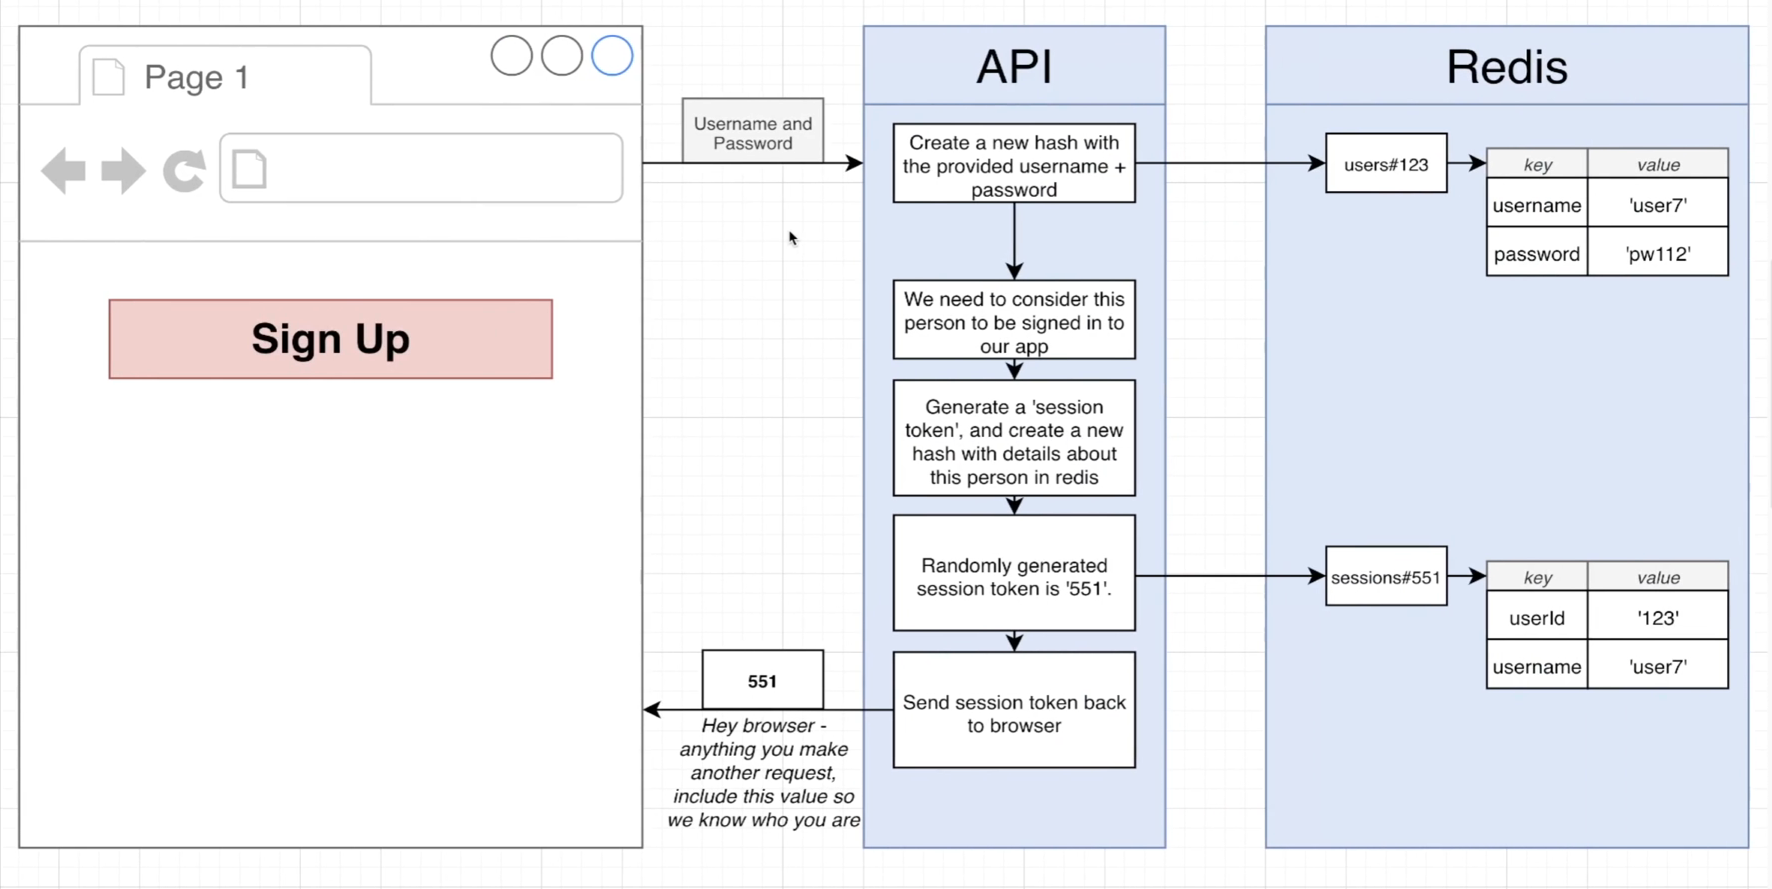 Page 1
Sign Up
Username and
Password
API
Create a new hash with
the provided username +
password
We need to consider this
person to be signed in to
our app
Generate a 'session
token', and create a new
hash with details about
this person in redis
Randomly generated
session token is '551'.
Send session token back
to browser
551
Hey browser -
anything you make
another request,
include this value so
we know who you are
Redis
users#123
key value
username 'user7'
password 'pw112'
sessions#551
key value
userId '123'
username 'user7'